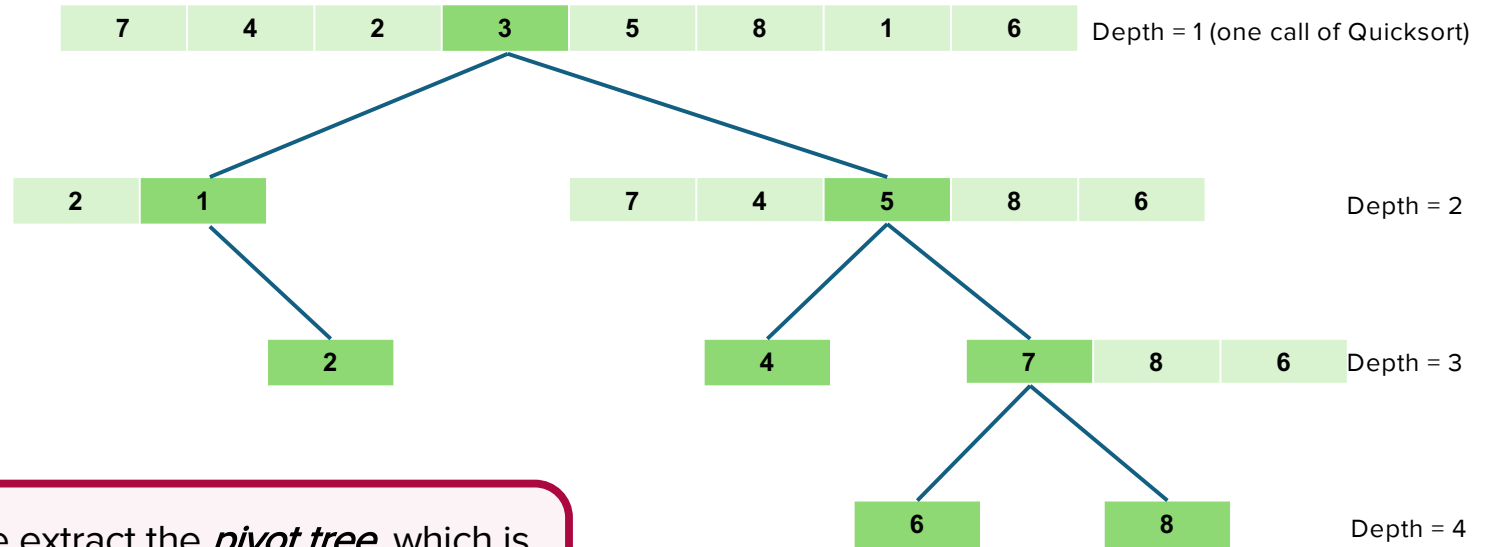 7 4 2 3 5 8 1 6 Depth = 1 (one call of Quicksort)
2 1 7 4 5 8 6 Depth = 2
2 4 7 8 6 Depth = 3
6 8 Depth = 4
e extract the pivot tree, which is